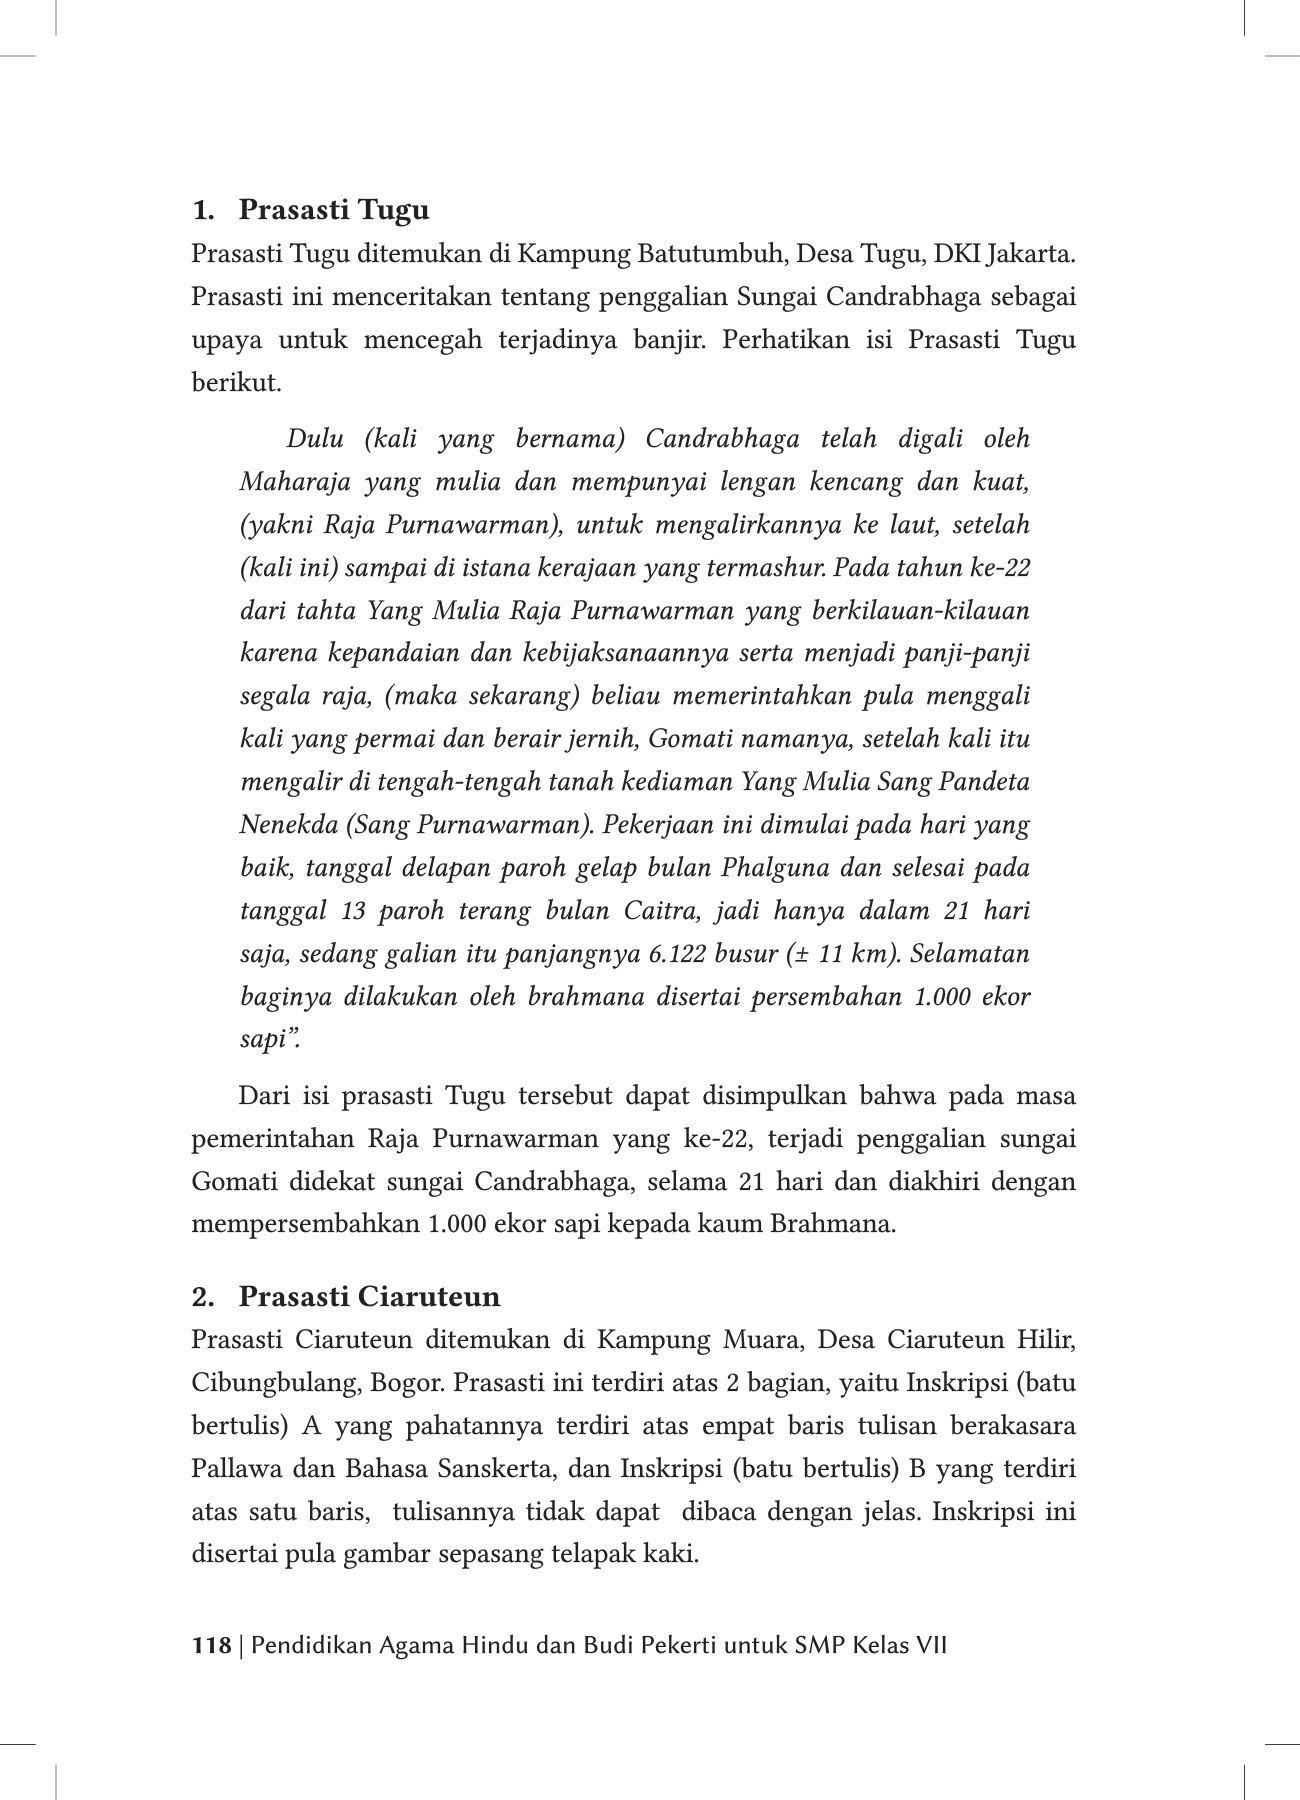 1. Prasasti Tugu
Prasasti Tugu ditemukan di Kampung Batutumbuh, Desa Tugu, DKI Jakarta.
Prasasti ini menceritakan tentang penggalian Sungai Candrabhaga sebagai
upaya untuk mencegah terjadinya banjir. Perhatikan isi Prasasti Tugu
berikut.
Dulu (kali yang bernama) Candrabhaga telah digali oleh
Maharaja yang mulia dan mempunyai lengan kencang dan kuat,
(yakni Raja Purnawarman), untuk mengalirkannya ke laut, setelah
(kali ini) sampai di istana kerajaan yang termashur. Pada tahun ke-22
dari tahta Yang Mulia Raja Purnawarman yang berkilauan-kilauan
karena kepandaian dan kebijaksanaannya serta menjadi panji-panji
segala raja, (maka sekarang) beliau memerintahkan pula menggali
kali yang permai dan berair jernih, Gomati namanya, setelah kali itu
mengalir di tengah-tengah tanah kediaman Yang Mulia Sang Pandeta
Nenekda (Sang Purnawarman). Pekerjaan ini dimulai pada hari yang
baik, tanggal delapan paroh gelap bulan Phalguna dan selesai pada
tanggal 13 paroh terang bulan Caitra, jadi hanya dalam 21 hari
saja, sedang galian itu panjangnya 6.122 busur (± 11 km). Selamatan
baginya dilakukan oleh brahmana disertai persembahan 1.000 ekor
sapi”.
Dari isi prasasti Tugu tersebut dapat disimpulkan bahwa pada masa
pemerintahan Raja Purnawarman yang ke-22, terjadi penggalian sungai
Gomati didekat sungai Candrabhaga, selama 21 hari dan diakhiri dengan
mempersembahkan 1.000 ekor sapi kepada kaum Brahmana.
2. Prasasti Ciaruteun
Prasasti Ciaruteun ditemukan di Kampung Muara, Desa Ciaruteun Hilir,
Cibungbulang, Bogor. Prasasti ini terdiri atas 2 bagian, yaitu Inskripsi (batu
bertulis) A yang pahatannya terdiri atas empat baris tulisan berakasara
Pallawa dan Bahasa Sanskerta, dan Inskripsi (batu bertulis) B yang terdiri
atas satu baris, tulisannya tidak dapat dibaca dengan jelas. Inskripsi ini
disertai pula gambar sepasang telapak kaki.
118 | Pendidikan Agama Hindu dan Budi Pekerti untuk SMP Kelas VII